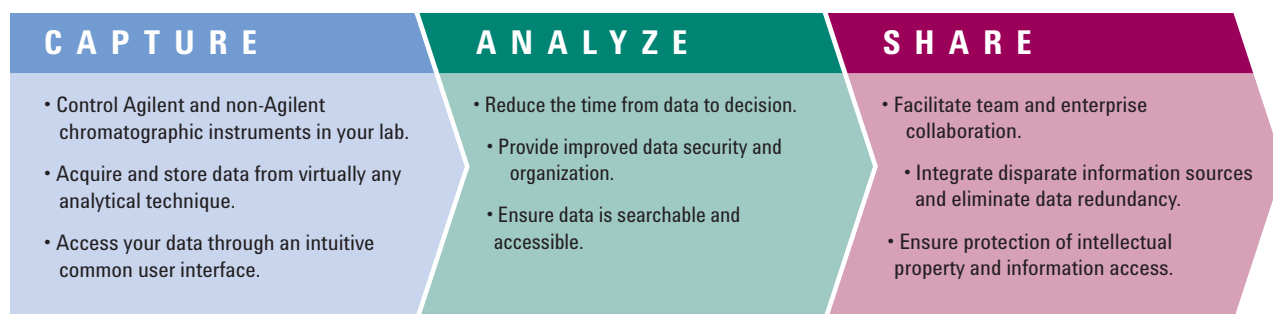 CAPTURE
• Control Agilent and non-Agilent
chromatographic instruments in your lab.
• Acquire and store data from virtually any
analytical technique.
• Access your data through an intuitive
common user interface.
ANALYZE
• Reduce the time from data to decision.
• Provide improved data security and
organization.
• Ensure data is searchable and
accessible.
SHARE
• Facilitate team and enterprise
collaboration.
• Integrate disparate information sources
and eliminate data redundancy.
• Ensure protection of intellectual
property and information access.